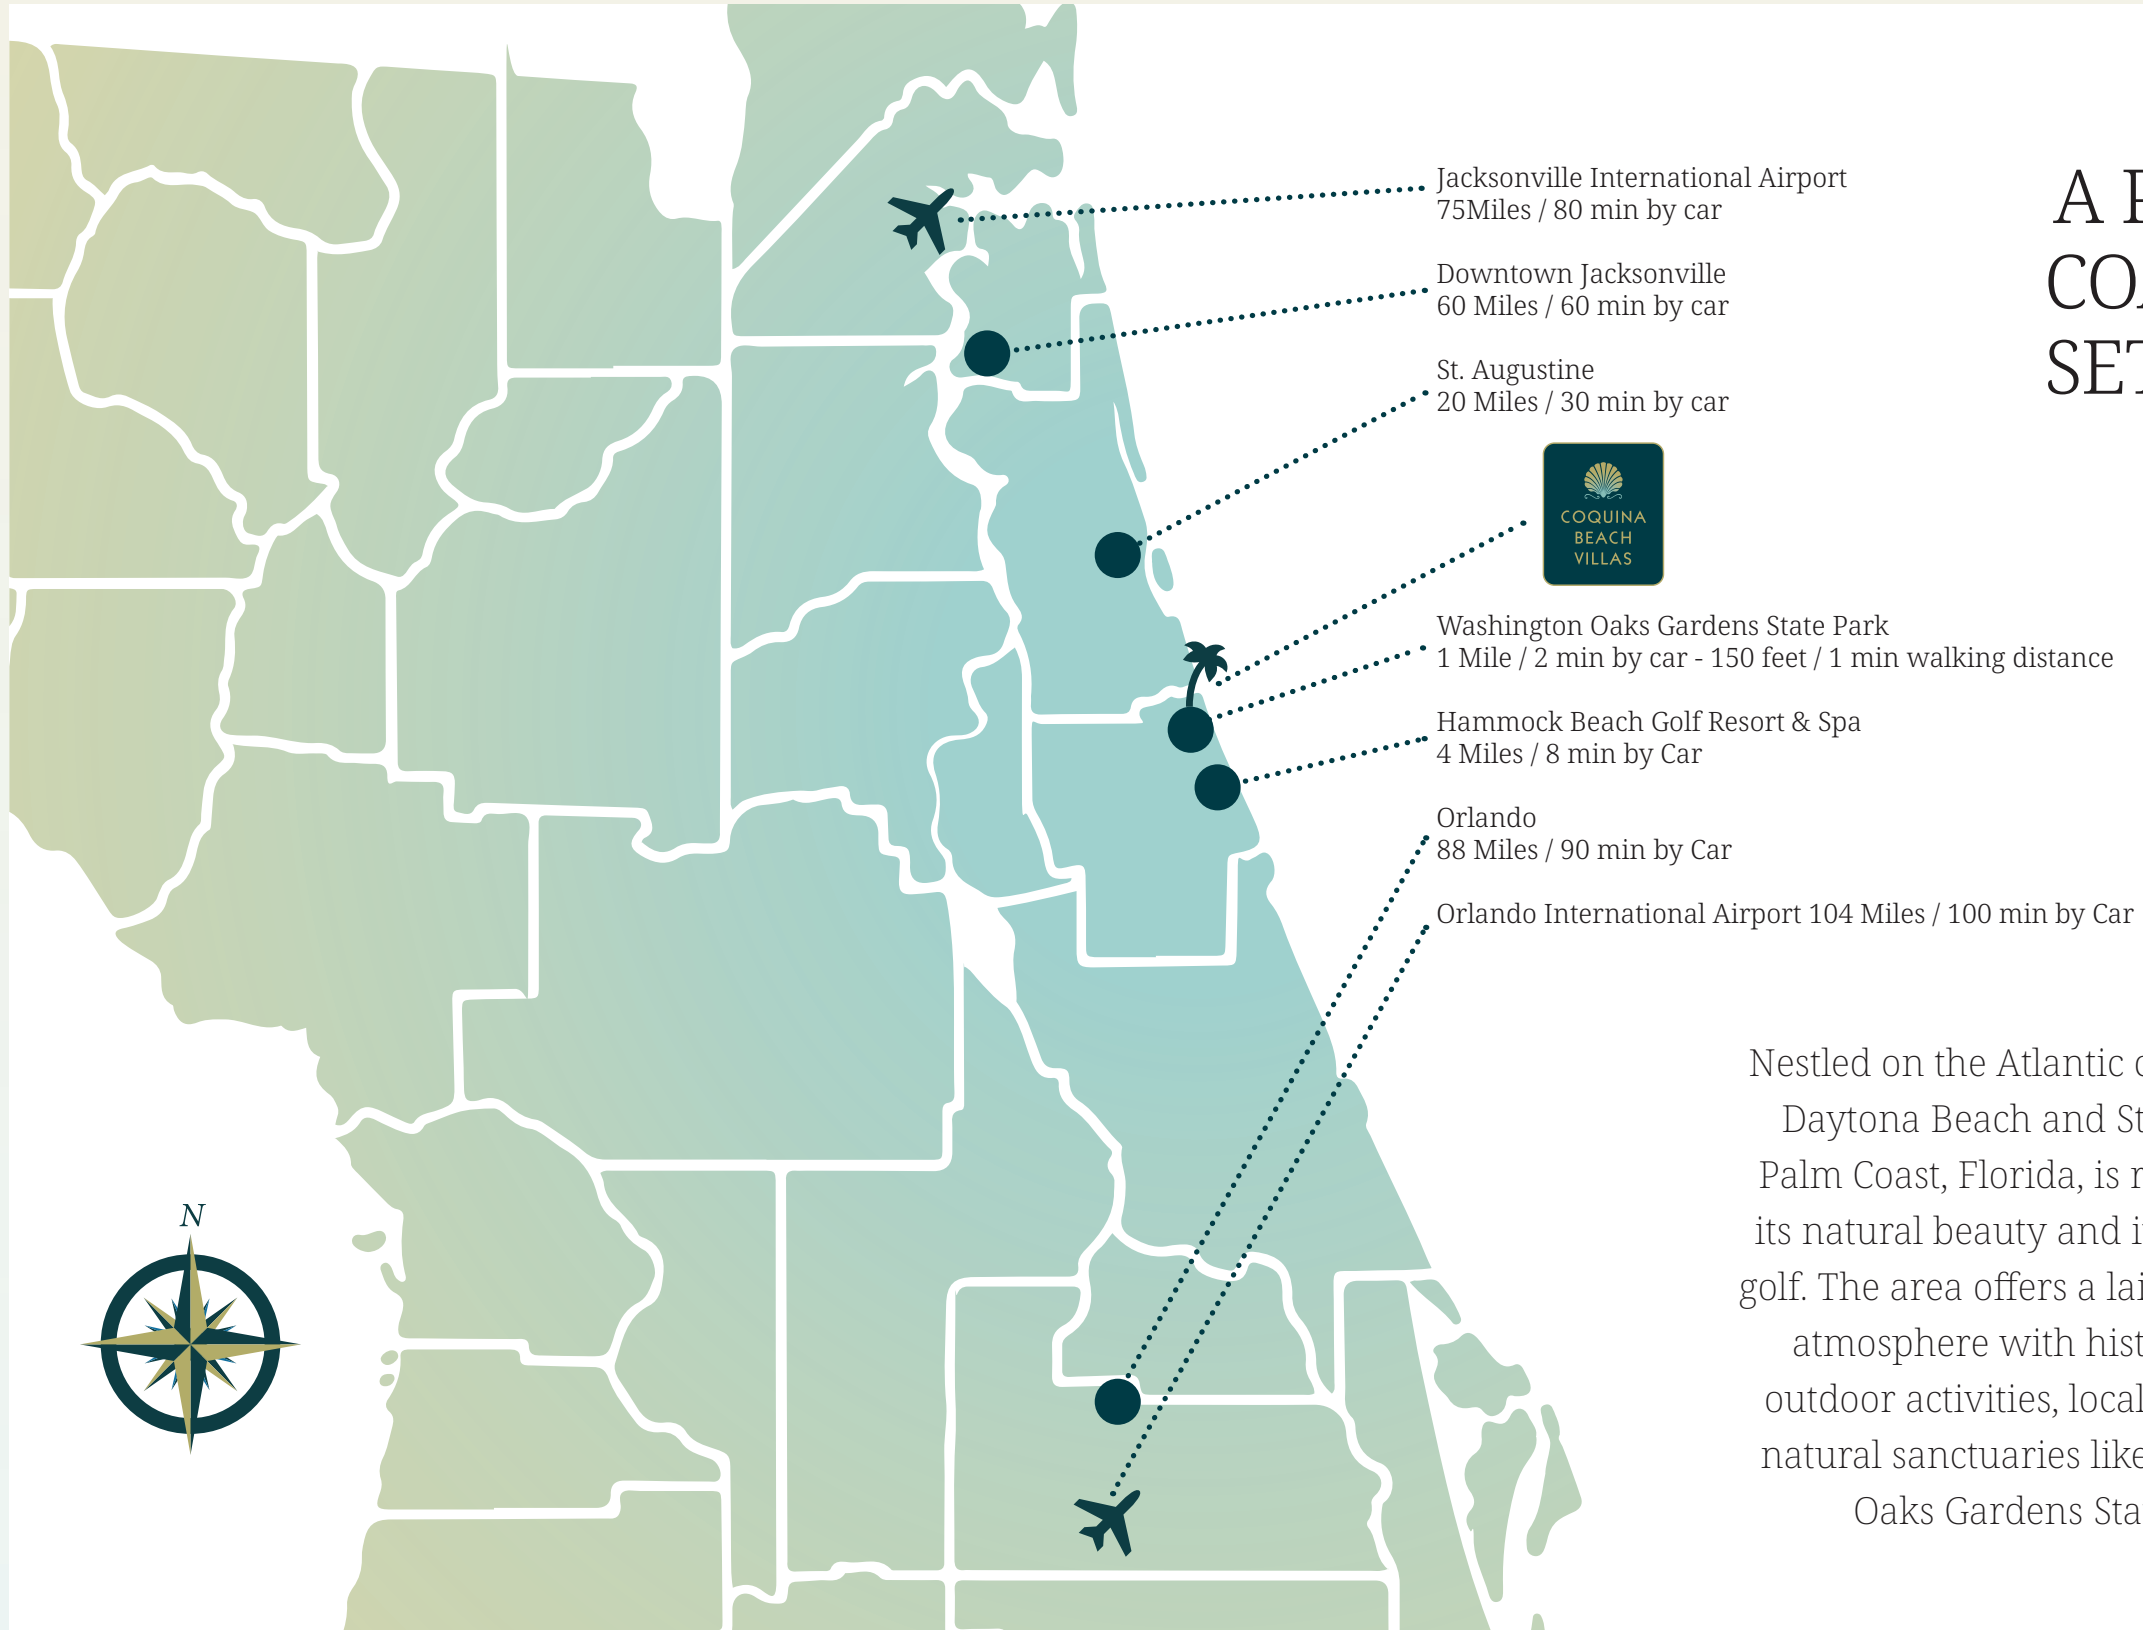 Jacksonville International Airport
75Miles / 80 min by car
Downtown Jacksonville
60 Miles / 60 min by car
St. Augustine
20 Miles / 30 min by car
COQUINA
BEACH
VILLAS
Washington Oaks Gardens State Park
1 Mile / 2 min by car - 150 feet / 1 min walking distance
Hammock Beach Golf Resort & Spa
4 Miles / 8 min by Car
Orlando
88 Miles / 90 min by Car
Orlando International Airport 104 Miles / 100 min by Car
N
A
Nestled on the Atlantic
Daytona Beach and
Palm Coast, Florida, is
its natural beauty and
golf. The area offers a
atmosphere with
outdoor activities,
natural sanctuaries like
Oaks Gardens